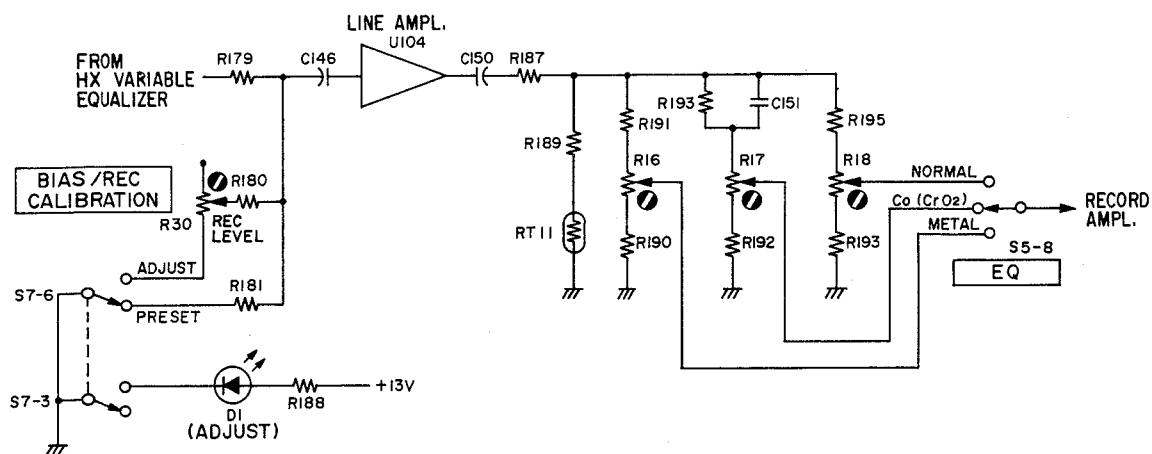 LINE AMPL.
U104
FROM
HX VARIABLE
EQUALIZER
R179
C146
C150
R187
R189
R191
R193
C151
R195
BIAS/REC
CALIBRATION
R180
R30
REC
LEVEL
R16
R17
R18
NORMAL
Co (CrO2)
METAL
RECORD
AMPL.
RT11
R190
R192
R193
S5-8
EQ
ADJUST
S7-6
R181
PRESET
S7-3
D1
(ADJUST)
R188
+13V